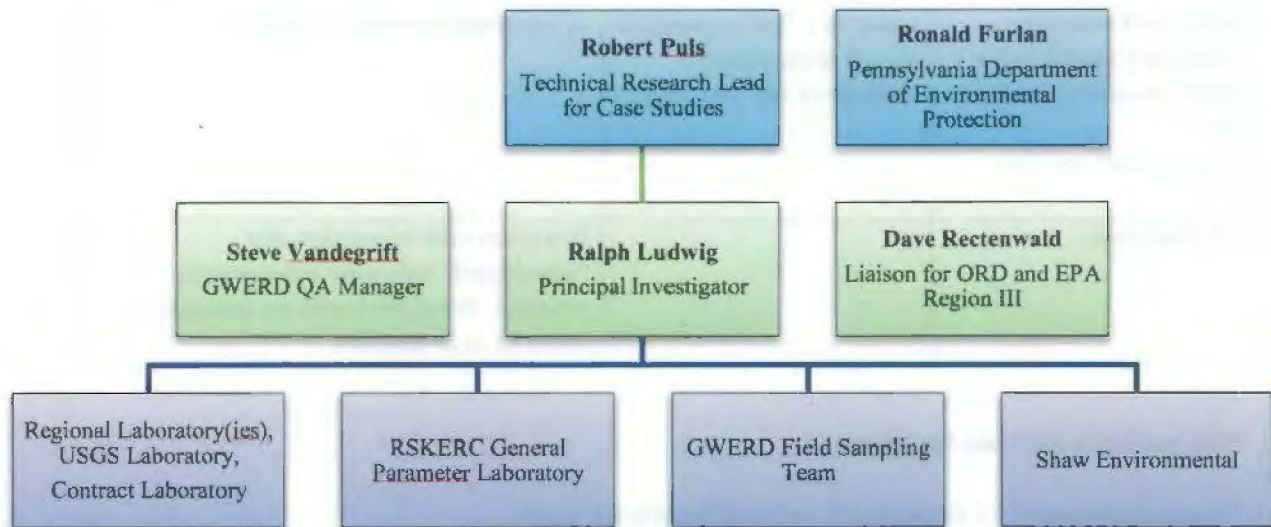 Robert Puls
Technical Research Lead
for Case Studies
Ronald Furlan
Pennsylvania Department
of Environmental
Protection
Steve Vandegrift
GWERD QA Manager
Ralph Ludwig
Principal Investigator
Dave Rectenwald
Liaison for ORD and EPA
Region III
Regional Laboratory(ies),
USGS Laboratory,
Contract Laboratory
RSKERC General
Parameter Laboratory
GWERD Field Sampling
Team
Shaw Environmental